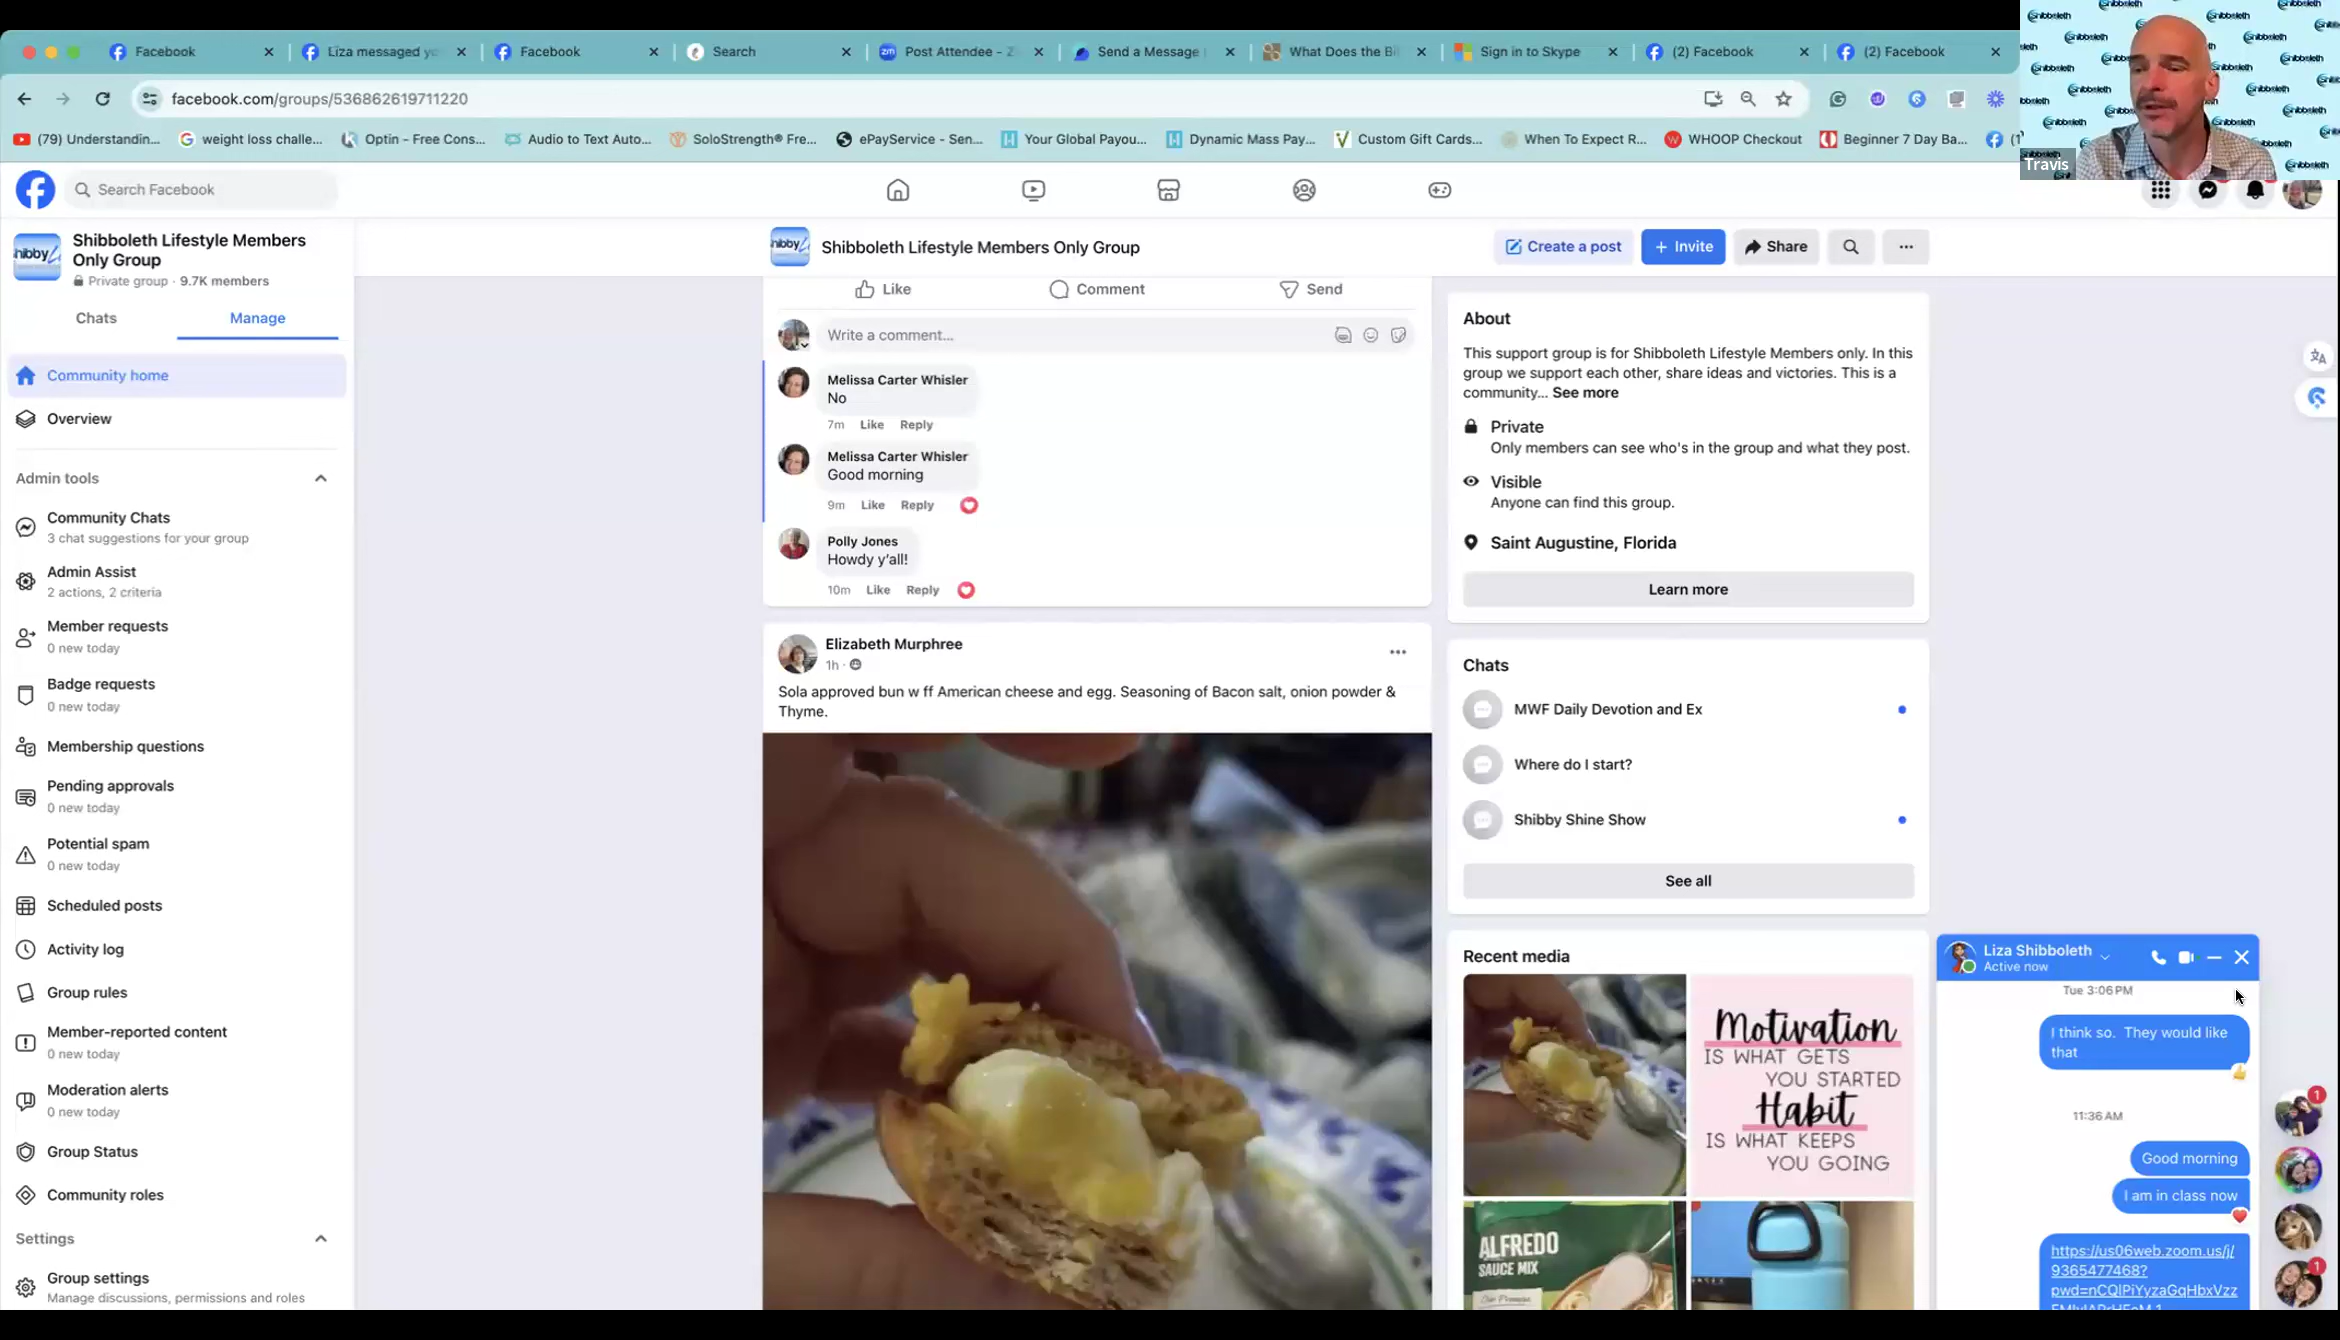 Facebook
Liza messaged yo
Facebook
Search
Post Attendee - Z
Send a Message
What Does the Bi
Sign in to Skype
(2) Facebook
(2) Facebook
facebook.com/groups/536862619711220
(79) Understandin...
weight loss challe...
Optin - Free Cons...
Audio to Text Auto...
SoloStrength® Fre...
ePayService - Sen...
Your Global Payou...
Dynamic Mass Pay...
Custom Gift Cards...
When To Expect R...
WHOOP Checkout
Beginner 7 Day Ba...
Shibboleth
Travis
Search Facebook
Shibboleth Lifestyle Members
Only Group
Private group · 9.7K members
Chats
Manage
Community home
Overview
Admin tools
Community Chats
3 chat suggestions for your group
Admin Assist
2 actions, 2 criteria
Member requests
0 new today
Badge requests
0 new today
Membership questions
Pending approvals
0 new today
Potential spam
0 new today
Scheduled posts
Activity log
Group rules
Member-reported content
0 new today
Moderation alerts
0 new today
Group Status
Community roles
Settings
Group settings
Manage discussions, permissions and roles
Shibboleth Lifestyle Members Only Group
Create a post
+ Invite
Share
Like
Comment
Send
Write a comment...
Melissa Carter Whisler
No
7m Like Reply
Melissa Carter Whisler
Good morning
9m Like Reply
Polly Jones
Howdy y'all!
10m Like Reply
Elizabeth Murphree
1h ·
Sola approved bun w ff American cheese and egg. Seasoning of Bacon salt, onion powder &
Thyme.
About
This support group is for Shibboleth Lifestyle Members only. In this
group we support each other, share ideas and victories. This is a
community... See more
Private
Only members can see who's in the group and what they post.
Visible
Anyone can find this group.
Saint Augustine, Florida
Learn more
Chats
MWF Daily Devotion and Ex
Where do I start?
Shibby Shine Show
See all
Recent media
Motivation
IS WHAT GETS
YOU STARTED
Habit
IS WHAT KEEPS
YOU GOING
ALFREDO
SAUCE MIX
Liza Shibboleth
Active now
Tue 3:06 PM
I think so. They would like
that
11:36 AM
Good morning
I am in class now
https://us06web.zoom.us/j/
9365477468?
pwd=nCQlPiYyzaGqHbxVzz
1
1